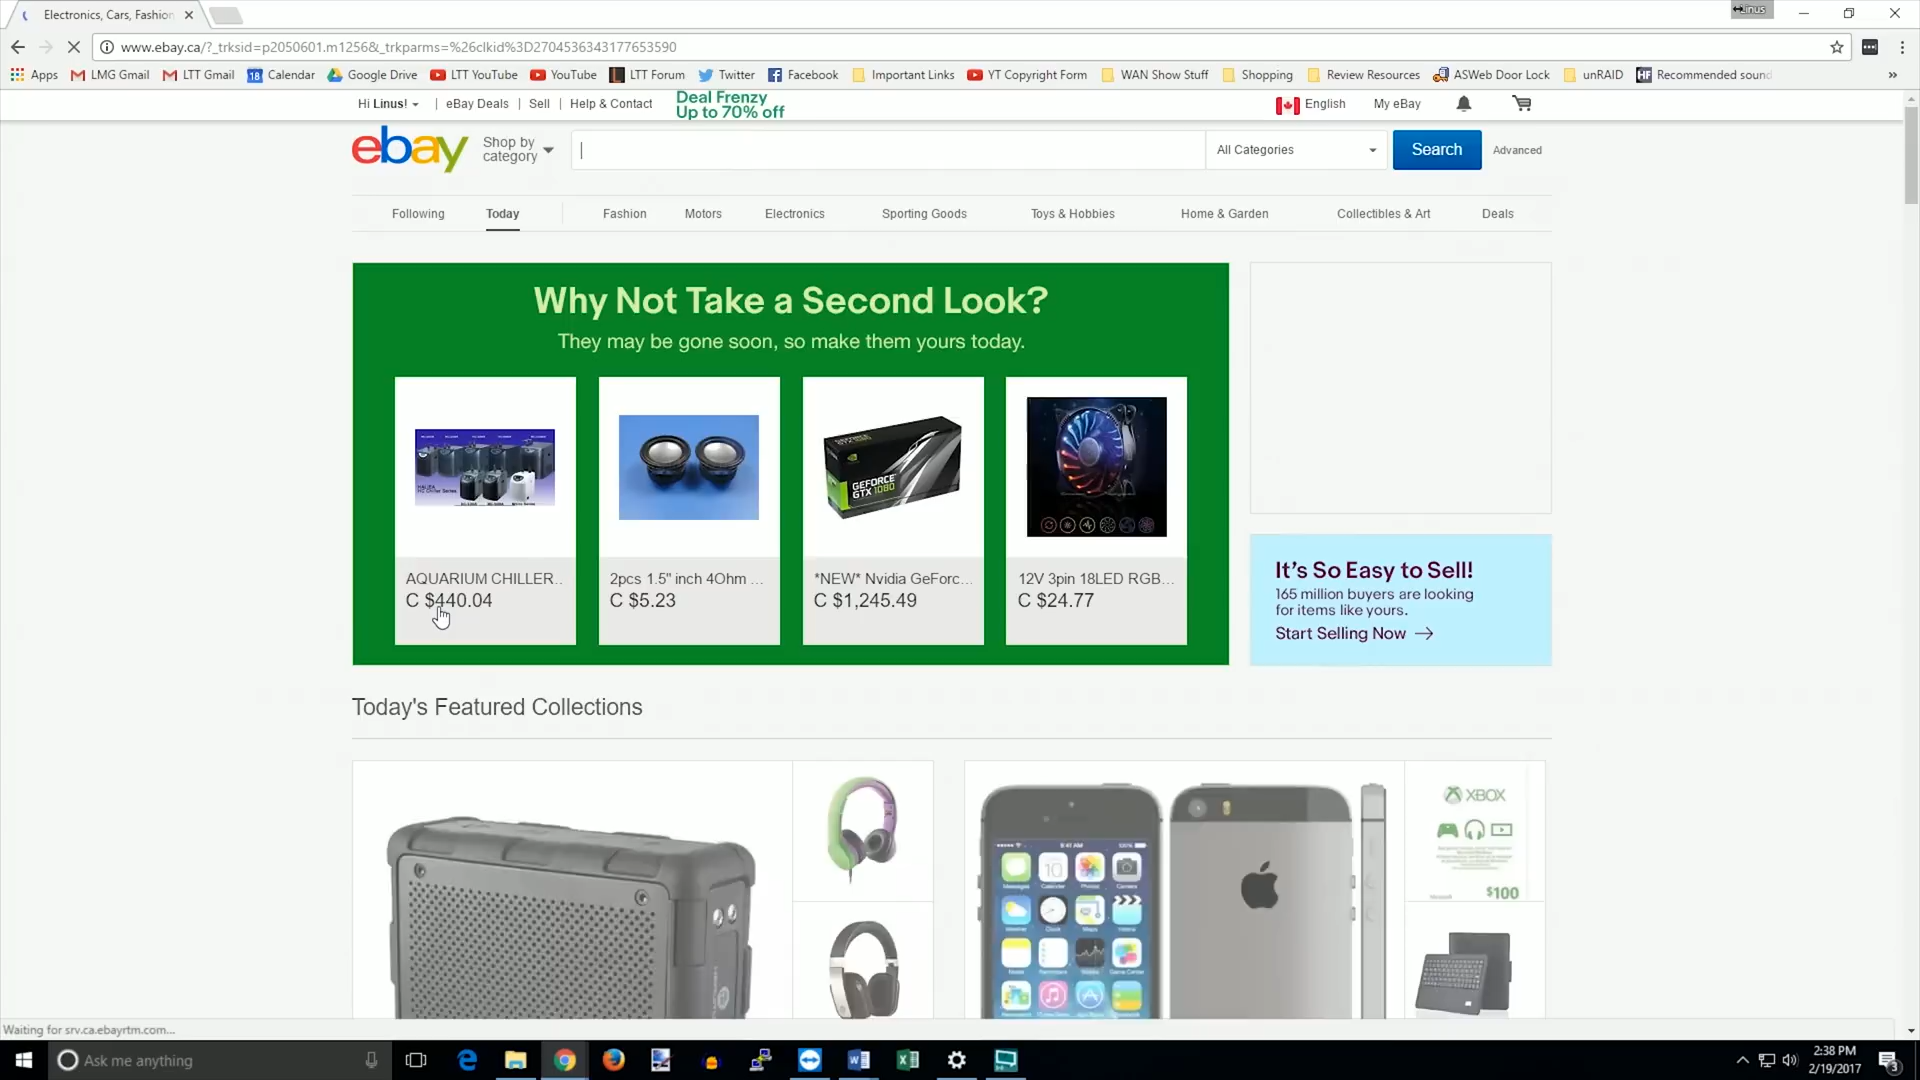 Electronics, Cars, Fashion
Linus
www.ebay.ca/?_trksid=p2050601.m1256&_trkparms=%26clkid%3D2704536343177653590
Apps
LMG Gmail
LTT Gmail
18
Calendar
Google Drive
LTT YouTube
YouTube
LTT Forum
Twitter
Facebook
Important Links
YT Copyright Form
WAN Show Stuff
Shopping
Review Resources
ASWeb Door Lock
unRAID
HF
Recommended sound
»
Hi Linus!
eBay Deals
Sell
Help & Contact
Deal Frenzy
Up to 70% off
English
My eBay
ebay
Shop by
category
All Categories
Search
Advanced
Following
Today
Fashion
Motors
Electronics
Sporting Goods
Toys & Hobbies
Home & Garden
Collectibles & Art
Deals
Why Not Take a Second Look?
They may be gone soon, so make them yours today.
GEFORCE
GTX 1080
AQUARIUM CHILLER..
C $440.04
2pcs 1.5" inch 4Ohm ...
C $5.23
*NEW* Nvidia GeForc...
C $1,245.49
12V 3pin 18LED RGB...
C $24.77
It's So Easy to Sell!
165 million buyers are looking
for items like yours.
Start Selling Now →
Today's Featured Collections
XBOX
$100
9:41 AM
Waiting for srv.ca.ebayrtm.com...
Ask me anything
2:38 PM
2/19/2017
3